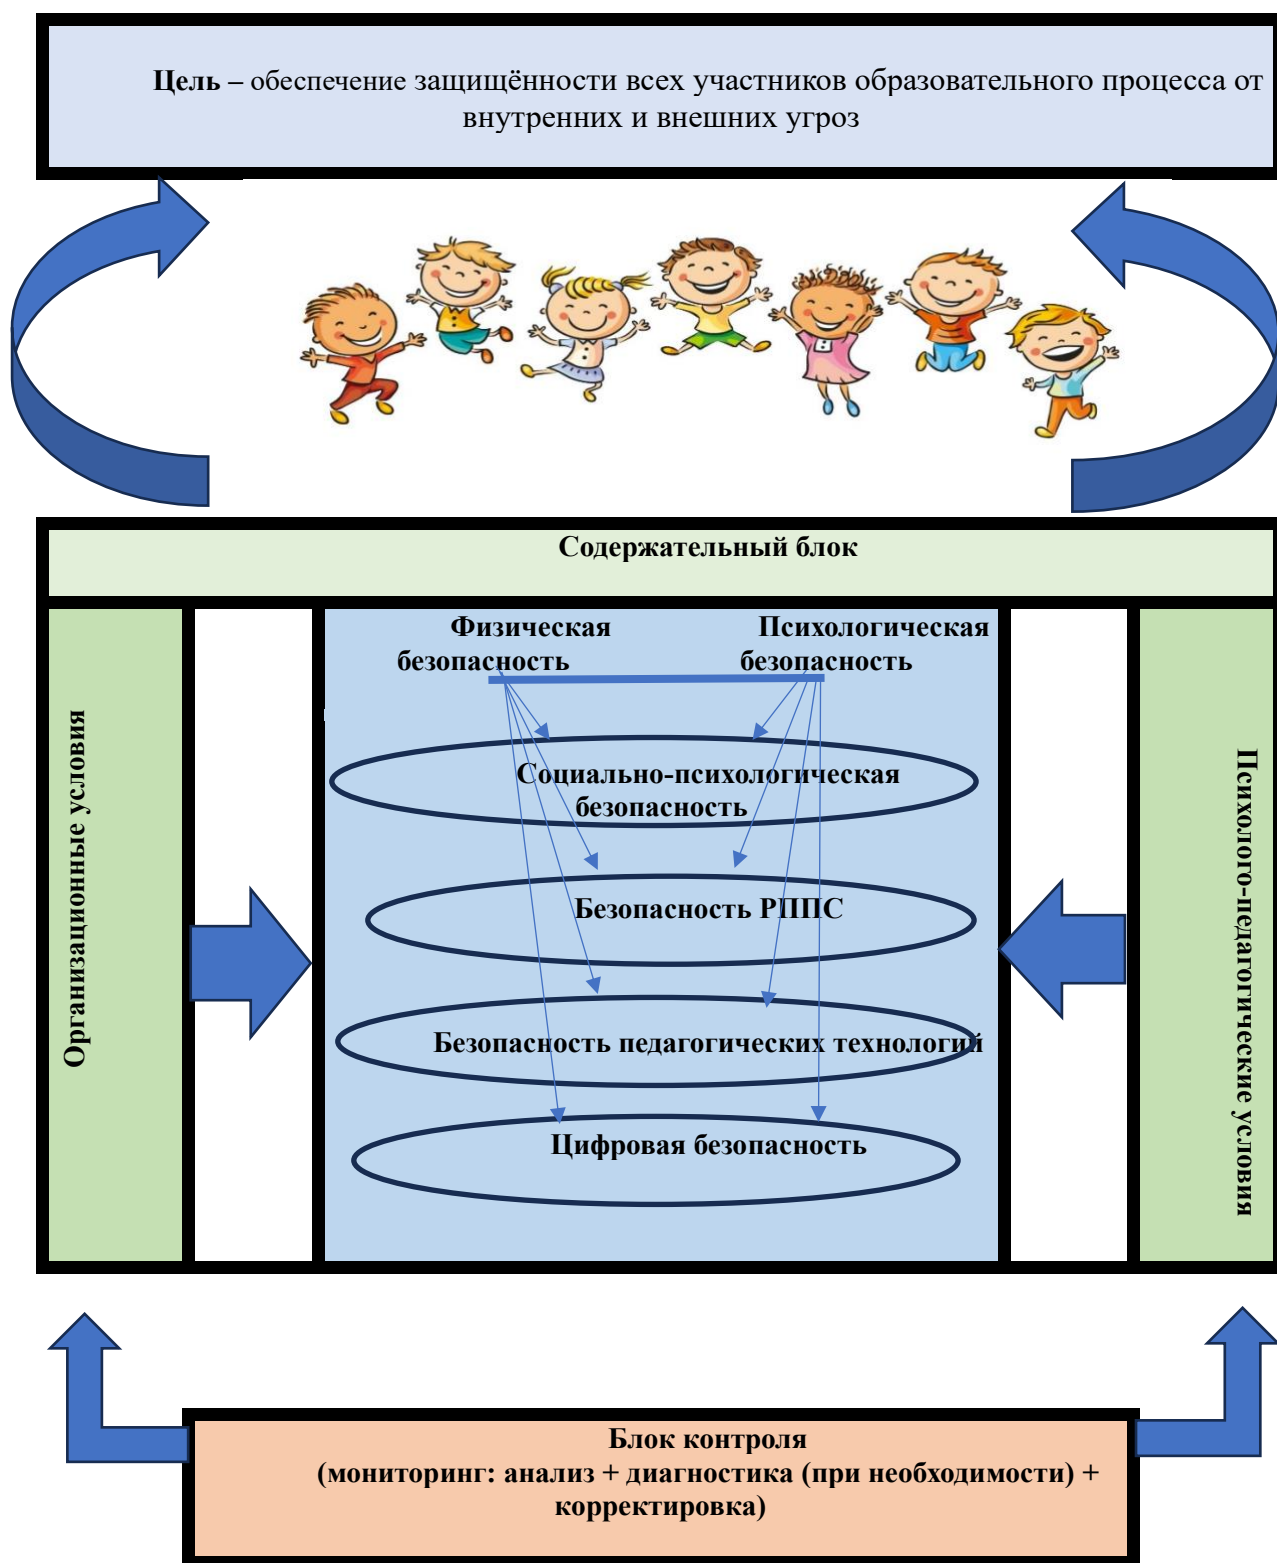 Цель – обеспечение защищённости всех участников образовательного процесса от
внутренних и внешних угроз
Содержательный блок
Организационные условия
Физическая
безопасность
Психологическая
безопасность
Социально-психологическая
безопасность
Безопасность РППС
Безопасность педагогических технологий
Цифровая безопасность
Психолого-педагогические условия
Блок контроля
(мониторинг: анализ + диагностика (при необходимости) +
корректировка)